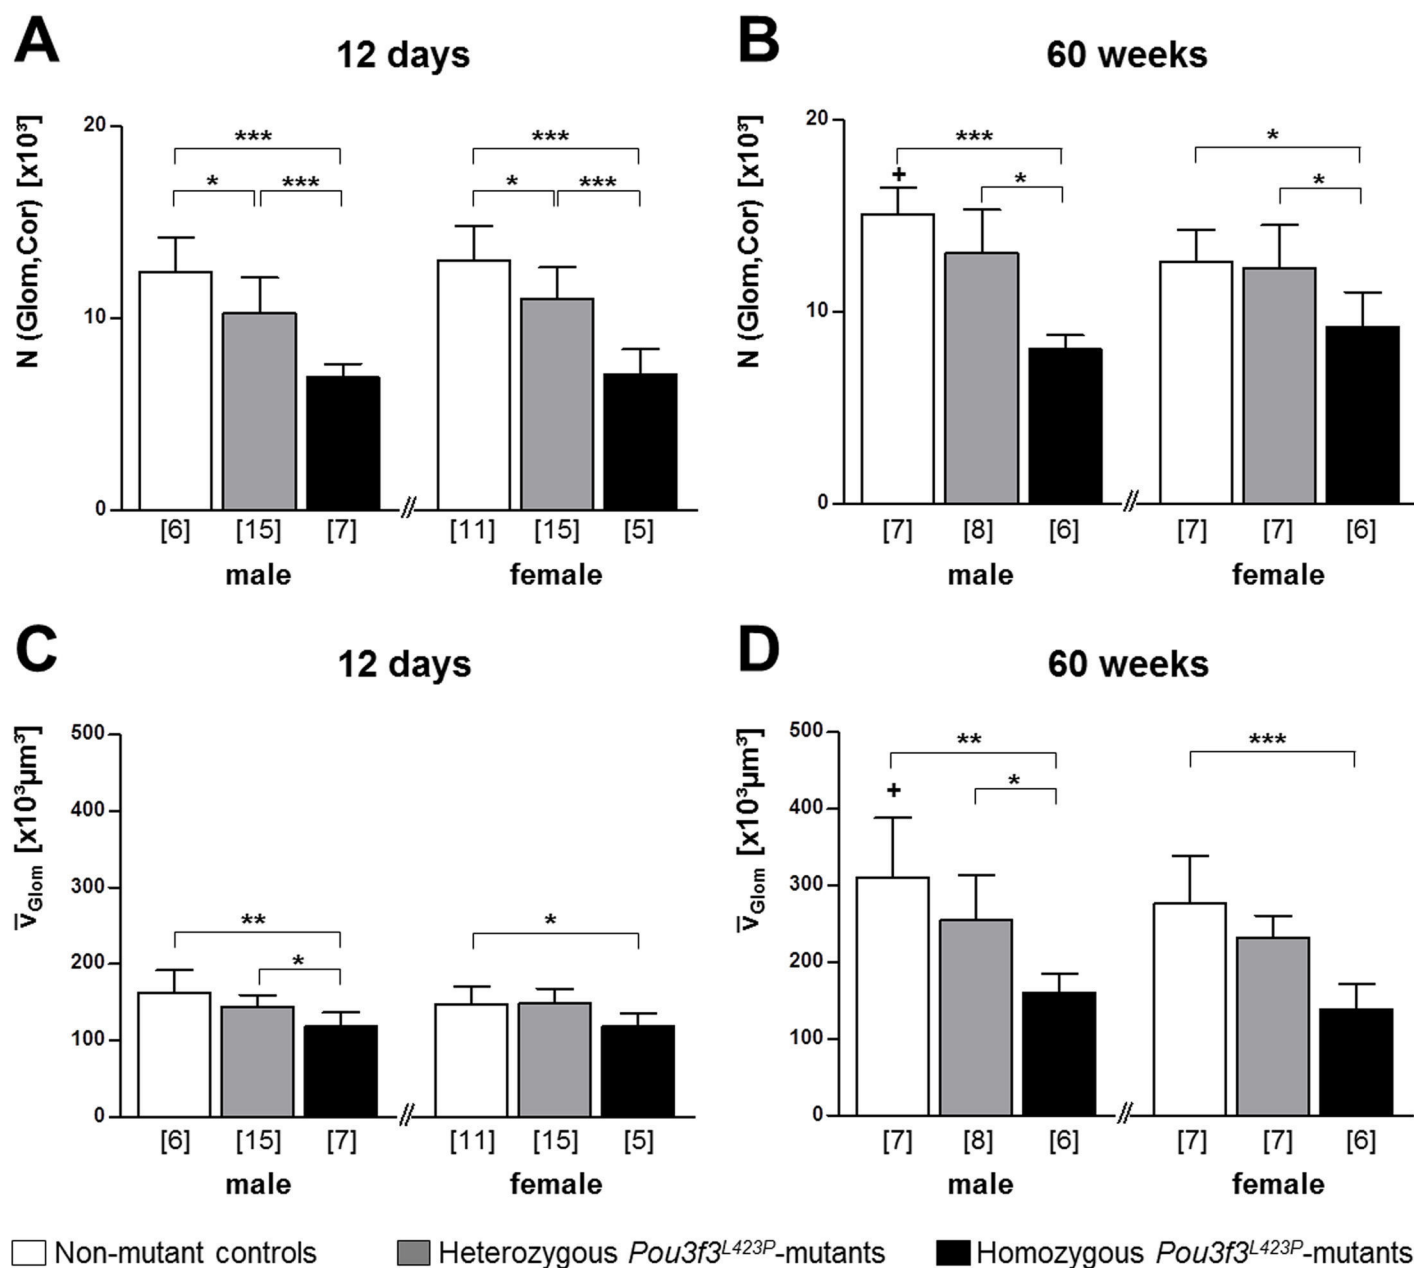 A
12 days
N (Glom,Cor) [x10³]
20
10
0
***
*
***
***
*
***
[6] [15] [7] // [11] [15] [5]
male female
B
60 weeks
N (Glom,Cor) [x10³]
20
10
0
***
+
*
*
*
[7] [8] [6] // [7] [7] [6]
male female
C
12 days
v̅Glom [x10³µm³]
500
400
300
200
100
0
**
*
*
[6] [15] [7] // [11] [15] [5]
male female
D
60 weeks
v̅Glom [x10³µm³]
500
400
300
200
100
0
**
+
*
***
[7] [8] [6] // [7] [7] [6]
male female
Non-mutant controls
Heterozygous Pou3f3L423P-mutants
Homozygous Pou3f3L423P-mutants